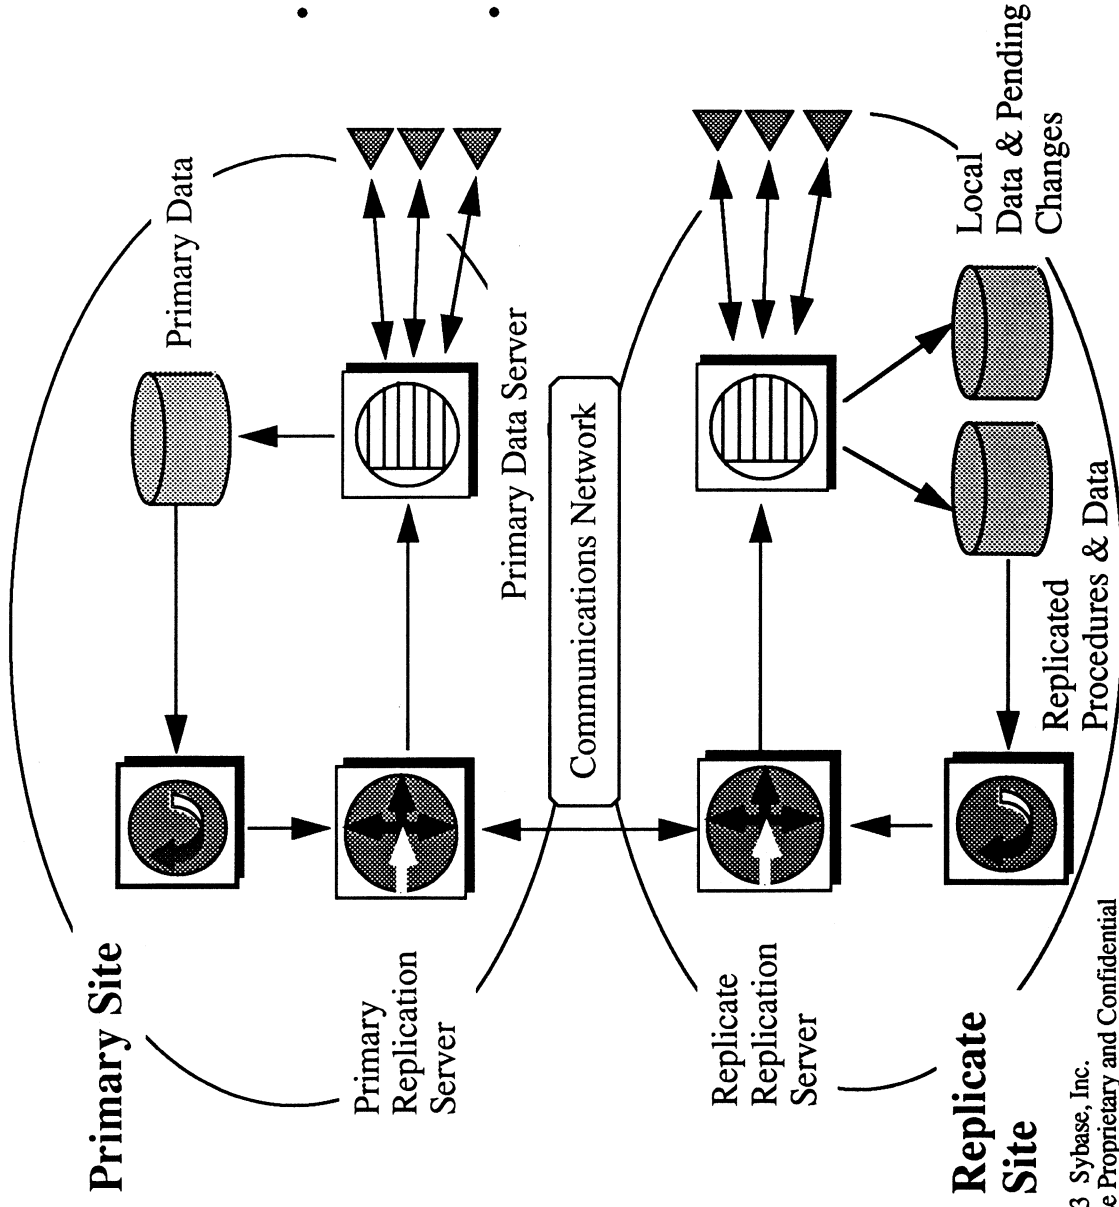 Primary Site
Primary Data
Primary
Replication
Server
Primary Data Server
Communications Network
Replicate
Replication
Server
Replicate
Site
Replicated
Procedures & Data
Local
Data & Pending
Changes
3 Sybase, Inc.
Proprietary and Confidential